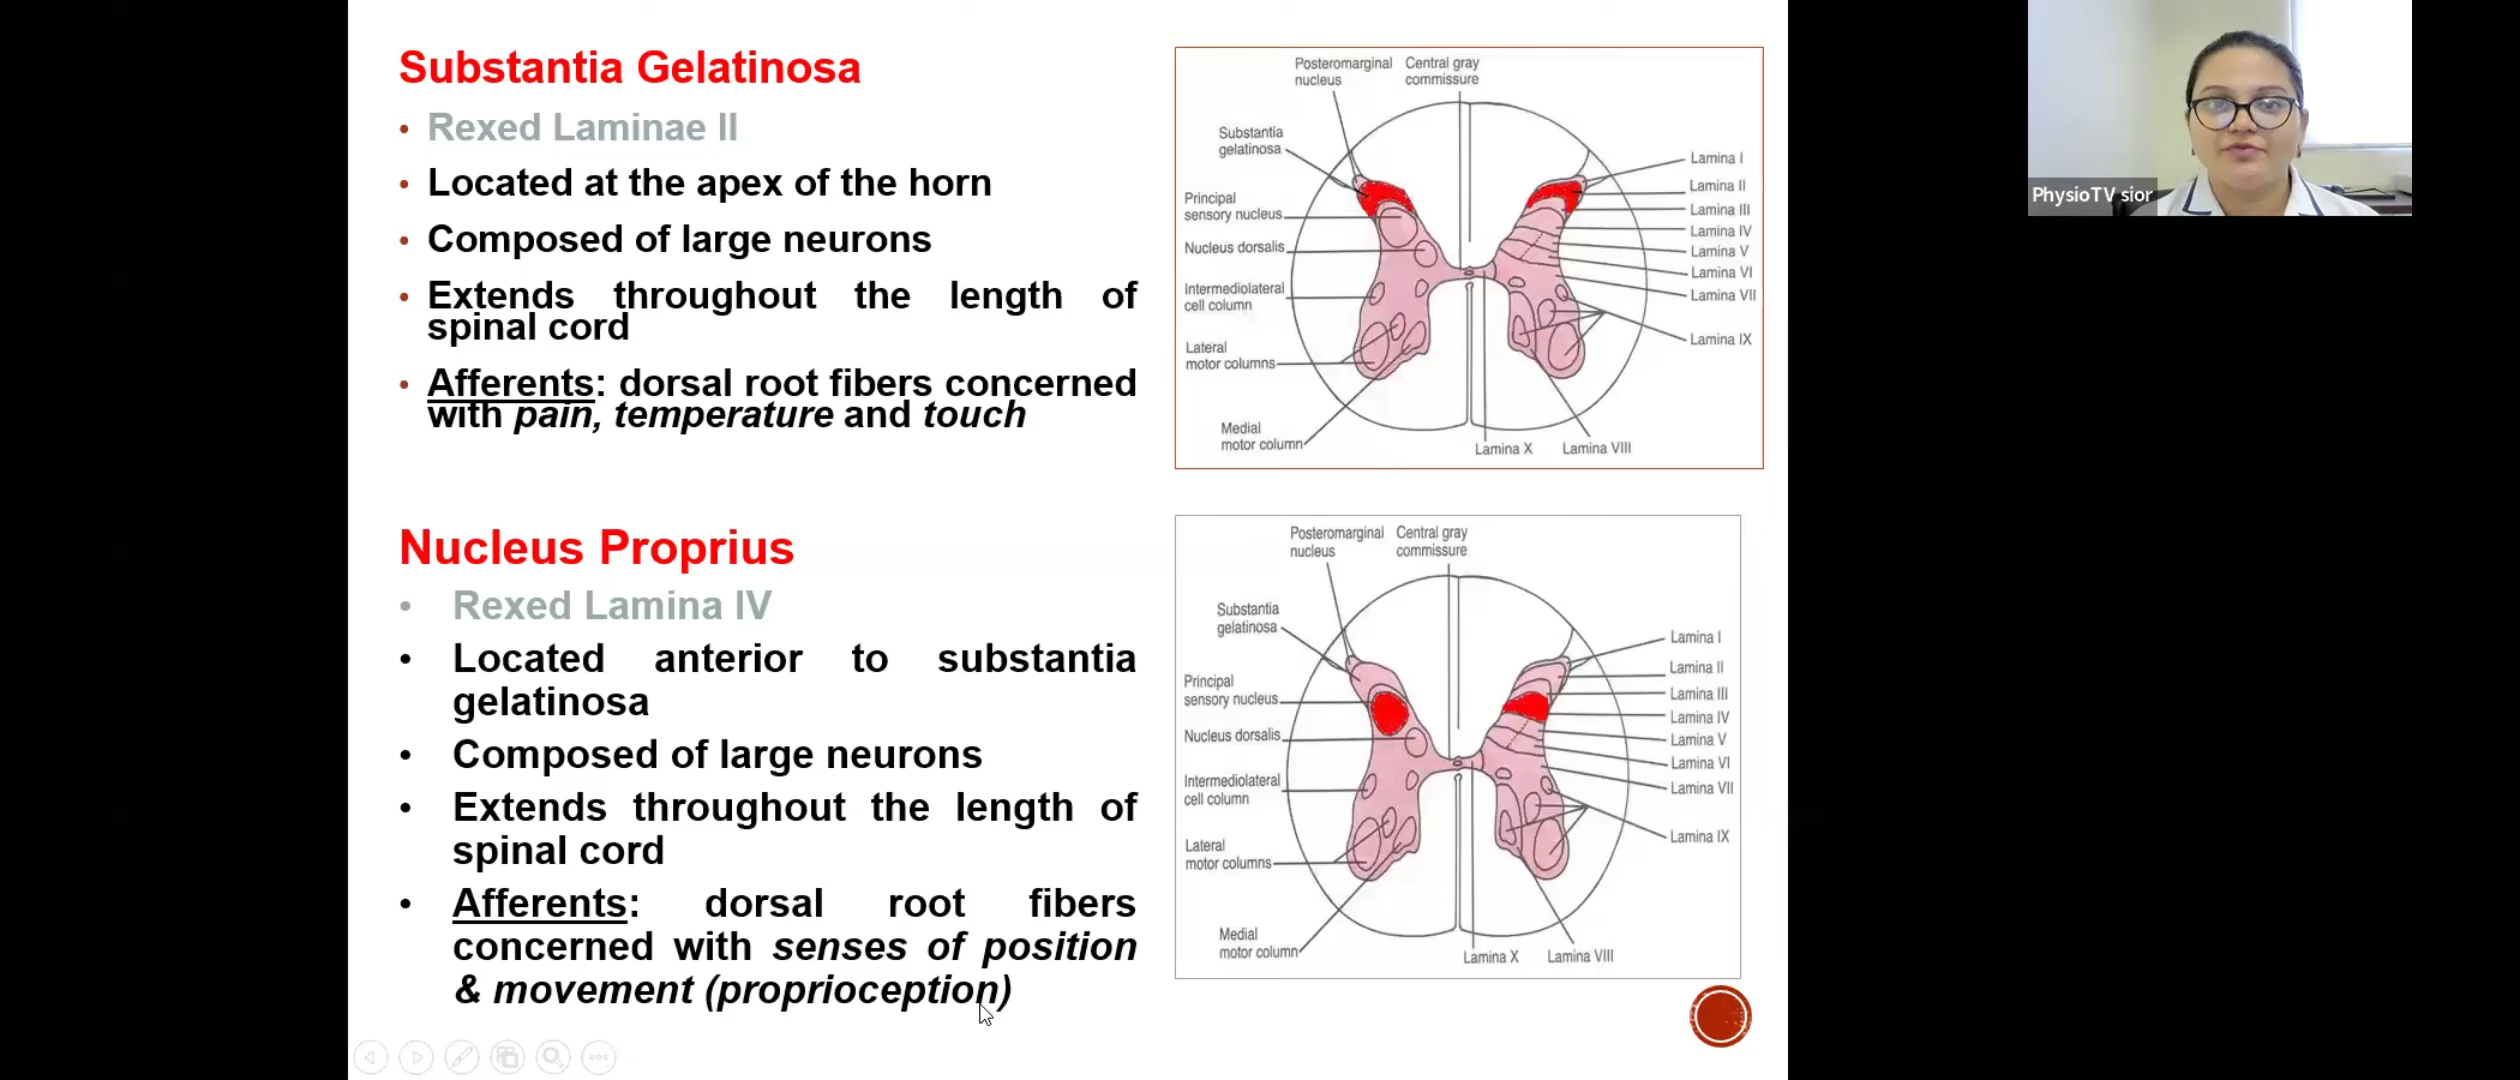 Substantia Gelatinosa
• Rexed Laminae II
• Located at the apex of the horn
• Composed of large neurons
• Extends throughout the length of
spinal cord
• Afferents: dorsal root fibers concerned
with pain, temperature and touch
Posteromarginal
nucleus
Central gray
commissure
Substantia
gelatinosa
Principal
sensory nucleus
Nucleus dorsalis
Intermediolateral
cell column
Lateral
motor columns
Medial
motor column
Lamina I
Lamina II
Lamina III
Lamina IV
Lamina V
Lamina VI
Lamina VII
Lamina IX
Lamina X
Lamina VIII
Nucleus Proprius
• Rexed Lamina IV
• Located anterior to substantia
gelatinosa
• Composed of large neurons
• Extends throughout the length of
spinal cord
• Afferents: dorsal root fibers
concerned with senses of position
& movement (proprioception)
Posteromarginal
nucleus
Central gray
commissure
Substantia
gelatinosa
Principal
sensory nucleus
Nucleus dorsalis
Intermediolateral
cell column
Lateral
motor columns
Medial
motor column
Lamina I
Lamina II
Lamina III
Lamina IV
Lamina V
Lamina VI
Lamina VII
Lamina IX
Lamina X
Lamina VIII
PhysioTV sior